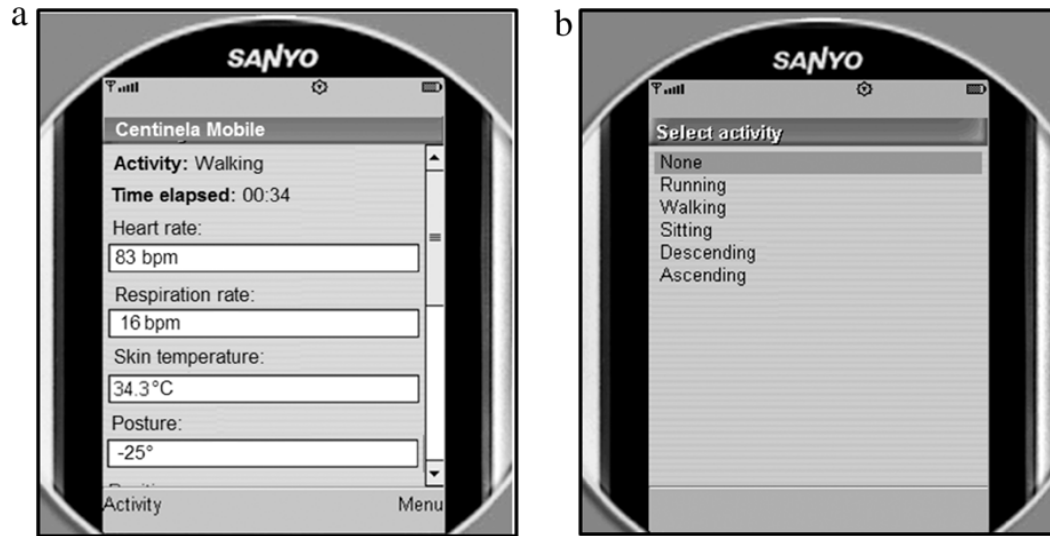 a
SANYO
Centinela Mobile
Activity: Walking
Time elapsed: 00:34
Heart rate:
83 bpm
Respiration rate:
16 bpm
Skin temperature:
34.3°C
Posture:
-25°
Activity Menu
b
SANYO
Select activity
None
Running
Walking
Sitting
Descending
Ascending